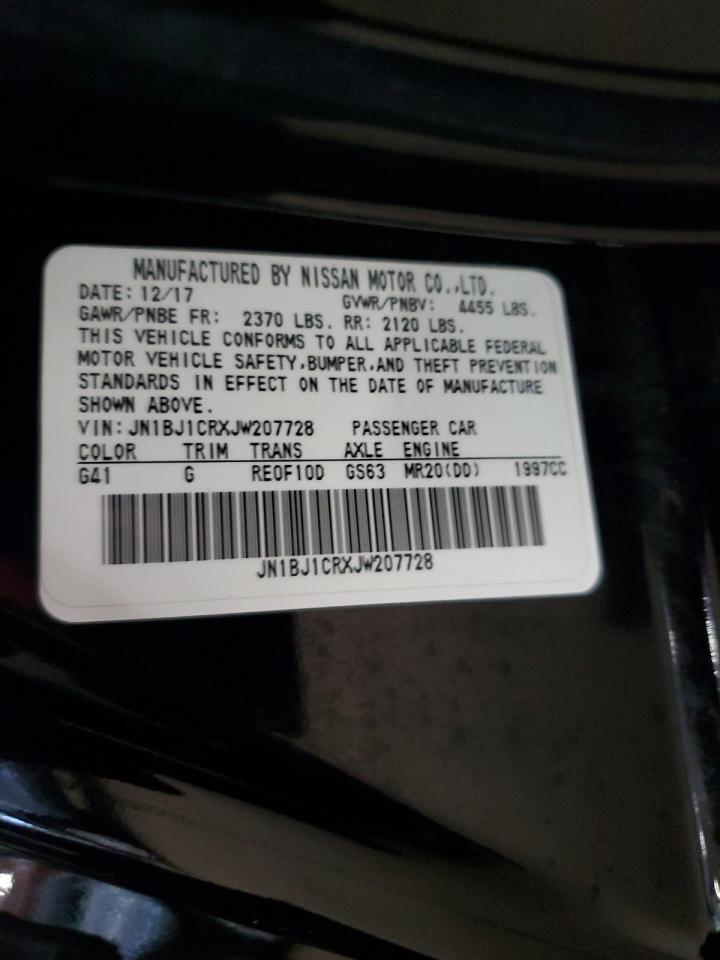 MANUFACTURED BY NISSAN MOTOR CO.,LTD.
DATE: 12/17 GVWR/PNBV: 4455 LBS.
GAWR/PNBE FR: 2370 LBS. RR: 2120 LBS.
THIS VEHICLE CONFORMS TO ALL APPLICABLE FEDERAL
MOTOR VEHICLE SAFETY,BUMPER,AND THEFT PREVENTION
STANDARDS IN EFFECT ON THE DATE OF MANUFACTURE
SHOWN ABOVE.
VIN: JN1BJ1CRXJW207728 PASSENGER CAR
COLOR TRIM TRANS AXLE ENGINE
G41 G RE0F10D GS63 MR20(DD) 1997CC
JN1BJ1CRXJW207728